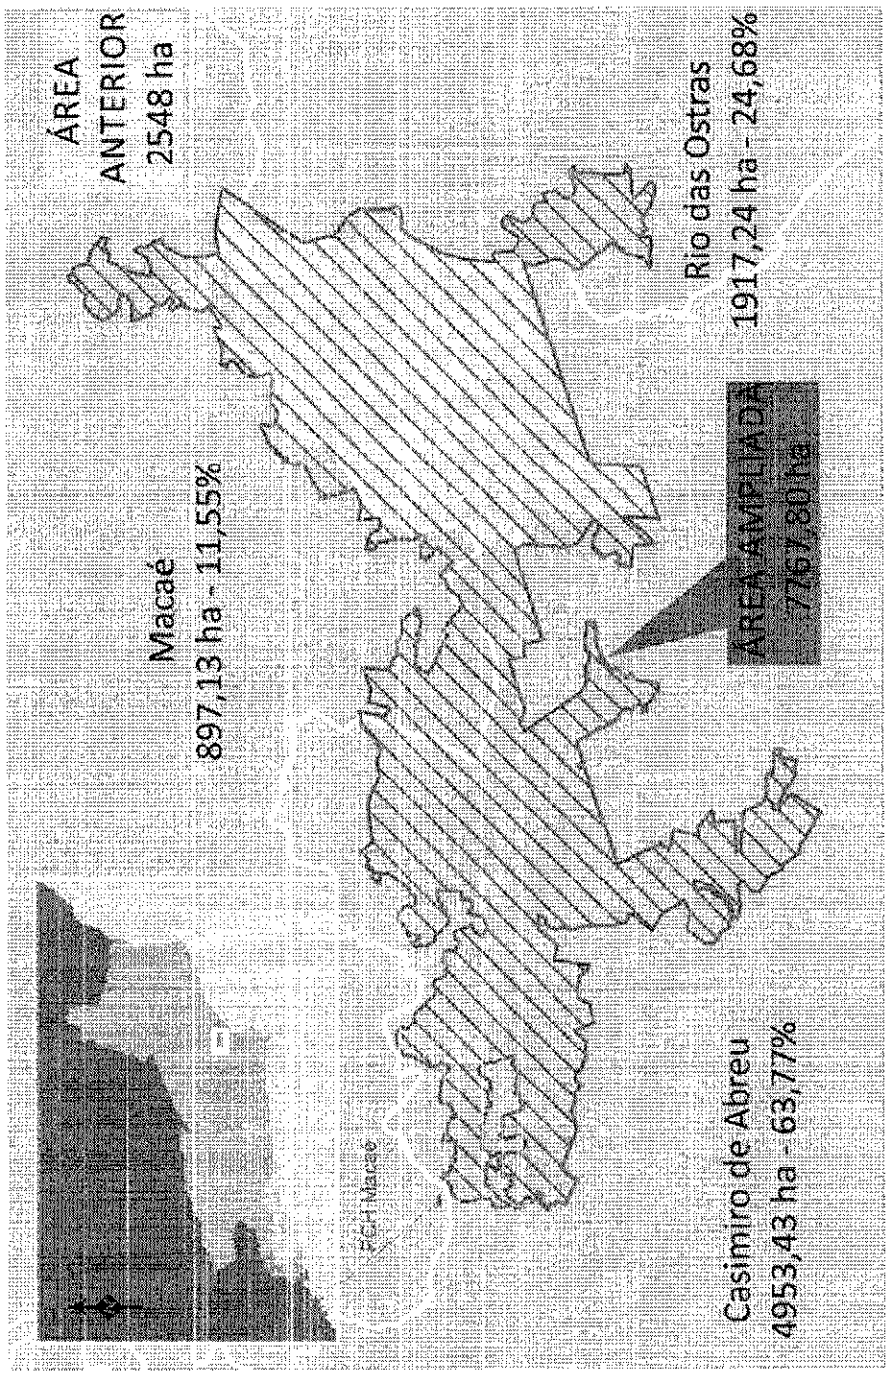 ÁREA
ANTERIOR
2548 ha
Macaé
897,13 ha - 11,55%
PCH Macaé
Rio das Ostras
1917,24 ha - 24,68%
ÁREA AMPLIADA
7767,80 ha
Casimiro de Abreu
4953,43 ha - 63,77%
N